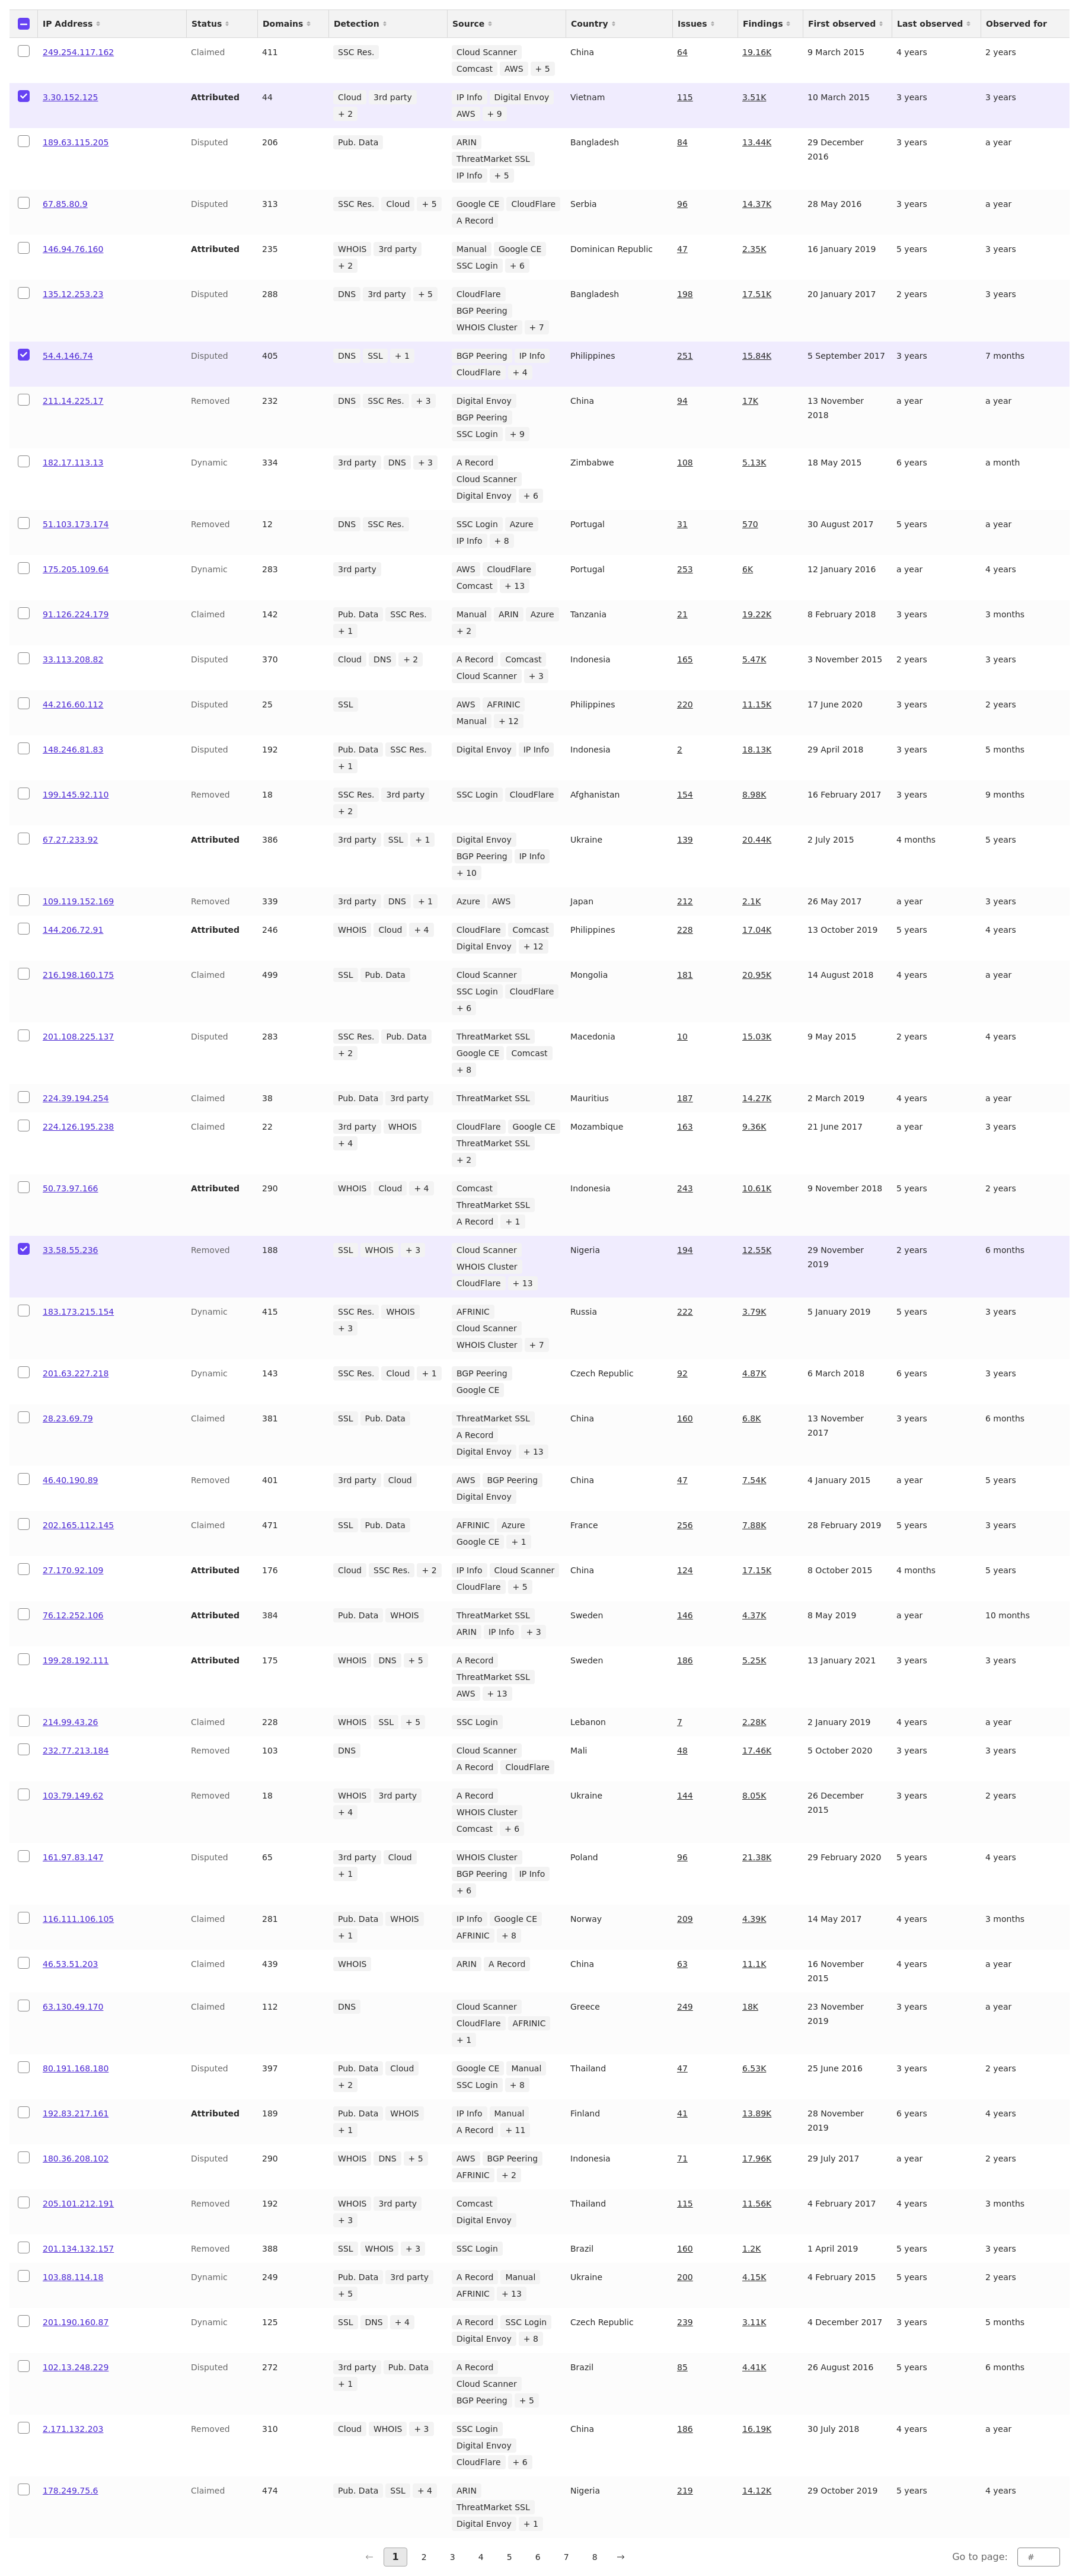 IP Address Status Domains Detection Source Country Issues Findings First observed Last observed Observed for
249.254.117.162 Claimed 411 SSC Res. Cloud Scanner China 64 19.16K 9 March 2015 4 years 2 years
Comcast AWS + 5
3.30.152.125 Attributed 44 Cloud 3rd party IP Info Digital Envoy Vietnam 115 3.51K 10 March 2015 3 years 3 years
+ 2 AWS + 9
189.63.115.205 Disputed 206 Pub. Data ARIN Bangladesh 84 13.44K 29 December 3 years a year
ThreatMarket SSL 2016
IP Info + 5
67.85.80.9 Disputed 313 SSC Res. Cloud + 5 Google CE CloudFlare Serbia 96 14.37K 28 May 2016 3 years a year
A Record
146.94.76.160 Attributed 235 WHOIS 3rd party Manual Google CE Dominican Republic 47 2.35K 16 January 2019 5 years 3 years
+ 2 SSC Login + 6
135.12.253.23 Disputed 288 DNS 3rd party + 5 CloudFlare Bangladesh 198 17.51K 20 January 2017 2 years 3 years
BGP Peering
WHOIS Cluster + 7
54.4.146.74 Disputed 405 DNS SSL + 1 BGP Peering IP Info Philippines 251 15.84K 5 September 2017 3 years 7 months
CloudFlare + 4
211.14.225.17 Removed 232 DNS SSC Res. + 3 Digital Envoy China 94 17K 13 November a year a year
BGP Peering 2018
SSC Login + 9
182.17.113.13 Dynamic 334 3rd party DNS + 3 A Record Zimbabwe 108 5.13K 18 May 2015 6 years a month
Cloud Scanner
Digital Envoy + 6
51.103.173.174 Removed 12 DNS SSC Res. SSC Login Azure Portugal 31 570 30 August 2017 5 years a year
IP Info + 8
175.205.109.64 Dynamic 283 3rd party AWS CloudFlare Portugal 253 6K 12 January 2016 a year 4 years
Comcast + 13
91.126.224.179 Claimed 142 Pub. Data SSC Res. Manual ARIN Azure Tanzania 21 19.22K 8 February 2018 3 years 3 months
+ 1 + 2
33.113.208.82 Disputed 370 Cloud DNS + 2 A Record Comcast Indonesia 165 5.47K 3 November 2015 2 years 3 years
Cloud Scanner + 3
44.216.60.112 Disputed 25 SSL AWS AFRINIC Philippines 220 11.15K 17 June 2020 3 years 2 years
Manual + 12
148.246.81.83 Disputed 192 Pub. Data SSC Res. Digital Envoy IP Info Indonesia 2 18.13K 29 April 2018 3 years 5 months
+ 1
199.145.92.110 Removed 18 SSC Res. 3rd party SSC Login CloudFlare Afghanistan 154 8.98K 16 February 2017 3 years 9 months
+ 2
67.27.233.92 Attributed 386 3rd party SSL + 1 Digital Envoy Ukraine 139 20.44K 2 July 2015 4 months 5 years
BGP Peering IP Info
+ 10
109.119.152.169 Removed 339 3rd party DNS + 1 Azure AWS Japan 212 2.1K 26 May 2017 a year 3 years
144.206.72.91 Attributed 246 WHOIS Cloud + 4 CloudFlare Comcast Philippines 228 17.04K 13 October 2019 5 years 4 years
Digital Envoy + 12
216.198.160.175 Claimed 499 SSL Pub. Data Cloud Scanner Mongolia 181 20.95K 14 August 2018 4 years a year
SSC Login CloudFlare
+ 6
201.108.225.137 Disputed 283 SSC Res. Pub. Data ThreatMarket SSL Macedonia 10 15.03K 9 May 2015 2 years 4 years
+ 2 Google CE Comcast
+ 8
224.39.194.254 Claimed 38 Pub. Data 3rd party ThreatMarket SSL Mauritius 187 14.27K 2 March 2019 4 years a year
224.126.195.238 Claimed 22 3rd party WHOIS CloudFlare Google CE Mozambique 163 9.36K 21 June 2017 a year 3 years
+ 4 ThreatMarket SSL
+ 2
50.73.97.166 Attributed 290 WHOIS Cloud + 4 Comcast Indonesia 243 10.61K 9 November 2018 5 years 2 years
ThreatMarket SSL
A Record + 1
33.58.55.236 Removed 188 SSL WHOIS + 3 Cloud Scanner Nigeria 194 12.55K 29 November 2 years 6 months
WHOIS Cluster 2019
CloudFlare + 13
183.173.215.154 Dynamic 415 SSC Res. WHOIS AFRINIC Russia 222 3.79K 5 January 2019 5 years 3 years
+ 3 Cloud Scanner
WHOIS Cluster + 7
201.63.227.218 Dynamic 143 SSC Res. Cloud + 1 BGP Peering Czech Republic 92 4.87K 6 March 2018 6 years 3 years
Google CE
28.23.69.79 Claimed 381 SSL Pub. Data ThreatMarket SSL China 160 6.8K 13 November 3 years 6 months
A Record 2017
Digital Envoy + 13
46.40.190.89 Removed 401 3rd party Cloud AWS BGP Peering China 47 7.54K 4 January 2015 a year 5 years
Digital Envoy
202.165.112.145 Claimed 471 SSL Pub. Data AFRINIC Azure France 256 7.88K 28 February 2019 5 years 3 years
Google CE + 1
27.170.92.109 Attributed 176 Cloud SSC Res. + 2 IP Info Cloud Scanner China 124 17.15K 8 October 2015 4 months 5 years
CloudFlare + 5
76.12.252.106 Attributed 384 Pub. Data WHOIS ThreatMarket SSL Sweden 146 4.37K 8 May 2019 a year 10 months
ARIN IP Info + 3
199.28.192.111 Attributed 175 WHOIS DNS + 5 A Record Sweden 186 5.25K 13 January 2021 3 years 3 years
ThreatMarket SSL
AWS + 13
214.99.43.26 Claimed 228 WHOIS SSL + 5 SSC Login Lebanon 7 2.28K 2 January 2019 4 years a year
232.77.213.184 Removed 103 DNS Cloud Scanner Mali 48 17.46K 5 October 2020 3 years 3 years
A Record CloudFlare
103.79.149.62 Removed 18 WHOIS 3rd party A Record Ukraine 144 8.05K 26 December 3 years 2 years
+ 4 WHOIS Cluster 2015
Comcast + 6
161.97.83.147 Disputed 65 3rd party Cloud WHOIS Cluster Poland 96 21.38K 29 February 2020 5 years 4 years
+ 1 BGP Peering IP Info
+ 6
116.111.106.105 Claimed 281 Pub. Data WHOIS IP Info Google CE Norway 209 4.39K 14 May 2017 4 years 3 months
+ 1 AFRINIC + 8
46.53.51.203 Claimed 439 WHOIS ARIN A Record China 63 11.1K 16 November 4 years a year
2015
63.130.49.170 Claimed 112 DNS Cloud Scanner Greece 249 18K 23 November 3 years a year
CloudFlare AFRINIC 2019
+ 1
80.191.168.180 Disputed 397 Pub. Data Cloud Google CE Manual Thailand 47 6.53K 25 June 2016 3 years 2 years
+ 2 SSC Login + 8
192.83.217.161 Attributed 189 Pub. Data WHOIS IP Info Manual Finland 41 13.89K 28 November 6 years 4 years
+ 1 A Record + 11 2019
180.36.208.102 Disputed 290 WHOIS DNS + 5 AWS BGP Peering Indonesia 71 17.96K 29 July 2017 a year 2 years
AFRINIC + 2
205.101.212.191 Removed 192 WHOIS 3rd party Comcast Thailand 115 11.56K 4 February 2017 4 years 3 months
+ 3 Digital Envoy
201.134.132.157 Removed 388 SSL WHOIS + 3 SSC Login Brazil 160 1.2K 1 April 2019 5 years 3 years
103.88.114.18 Dynamic 249 Pub. Data 3rd party A Record Manual Ukraine 200 4.15K 4 February 2015 5 years 2 years
+ 5 AFRINIC + 13
201.190.160.87 Dynamic 125 SSL DNS + 4 A Record SSC Login Czech Republic 239 3.11K 4 December 2017 3 years 5 months
Digital Envoy + 8
102.13.248.229 Disputed 272 3rd party Pub. Data A Record Brazil 85 4.41K 26 August 2016 5 years 6 months
+ 1 Cloud Scanner
BGP Peering + 5
2.171.132.203 Removed 310 Cloud WHOIS + 3 SSC Login China 186 16.19K 30 July 2018 4 years a year
Digital Envoy
CloudFlare + 6
178.249.75.6 Claimed 474 Pub. Data SSL + 4 ARIN Nigeria 219 14.12K 29 October 2019 5 years 4 years
ThreatMarket SSL
Digital Envoy + 1
← 1 2 3 4 5 6 7 8 → Go to page: #